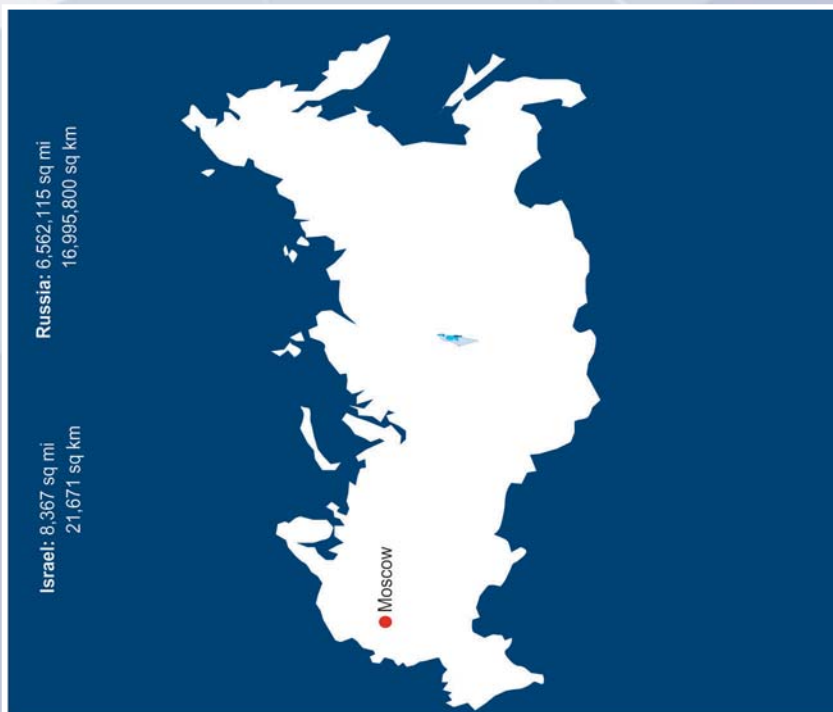 Israel: 8,367 sq mi
21,671 sq km
Russia: 6,562,115 sq mi
16,995,800 sq km
Moscow